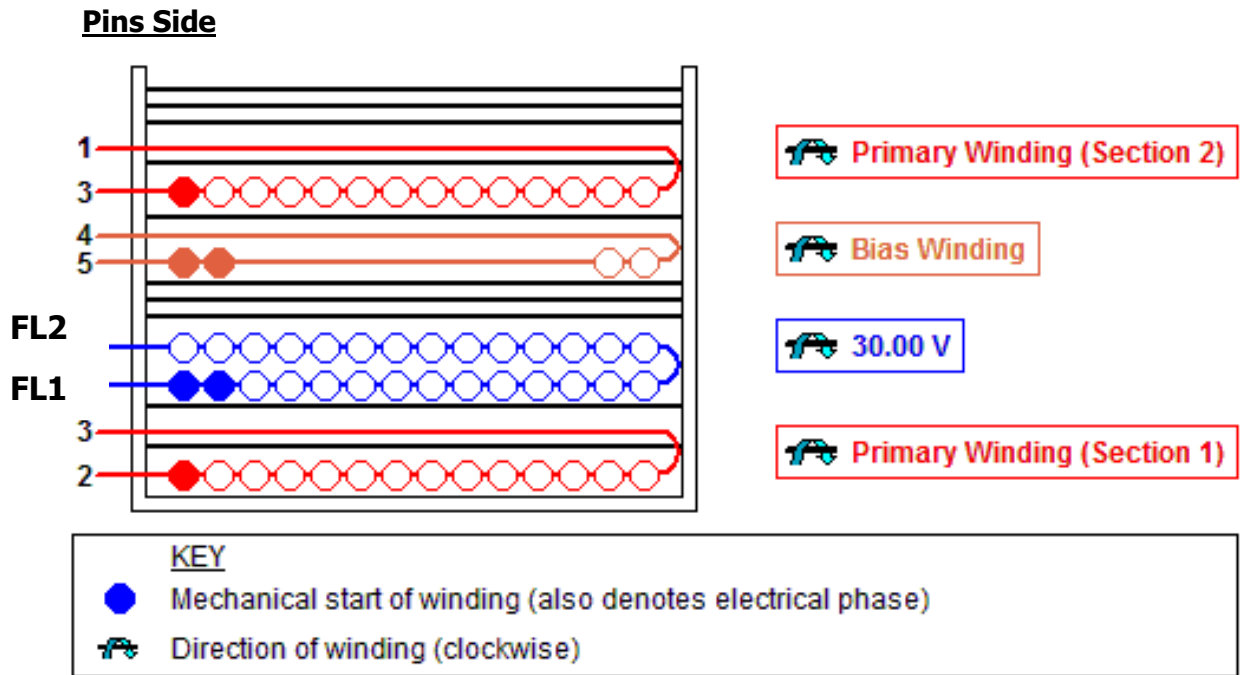 Pins Side
1
Primary Winding (Section 2)
3
4
Bias Winding
5
FL2
30.00 V
FL1
3
Primary Winding (Section 1)
2
KEY
Mechanical start of winding (also denotes electrical phase)
Direction of winding (clockwise)